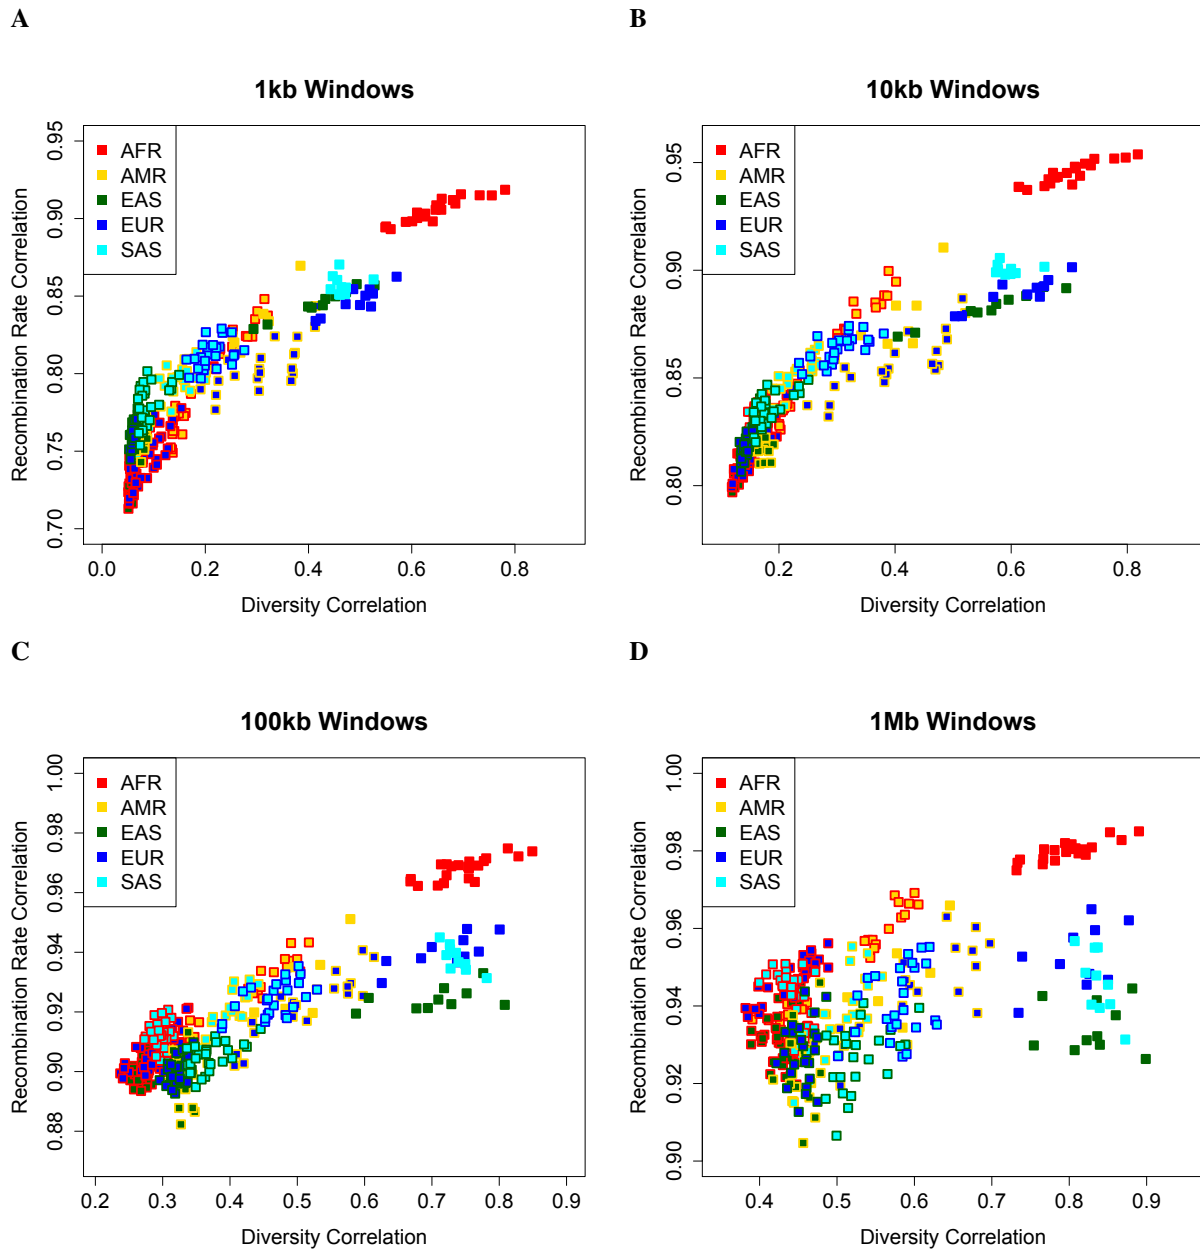 A
1kb Windows
AFR
AMR
EAS
EUR
SAS
Recombination Rate Correlation
0.95
0.90
0.85
0.80
0.75
0.70
0.0 0.2 0.4 0.6 0.8
Diversity Correlation
B
10kb Windows
AFR
AMR
EAS
EUR
SAS
Recombination Rate Correlation
0.95
0.90
0.85
0.80
0.2 0.4 0.6 0.8
Diversity Correlation
C
100kb Windows
AFR
AMR
EAS
EUR
SAS
Recombination Rate Correlation
1.00
0.98
0.96
0.94
0.92
0.90
0.88
0.2 0.3 0.4 0.5 0.6 0.7 0.8 0.9
Diversity Correlation
D
1Mb Windows
AFR
AMR
EAS
EUR
SAS
Recombination Rate Correlation
1.00
0.98
0.96
0.94
0.92
0.90
0.4 0.5 0.6 0.7 0.8 0.9
Diversity Correlation